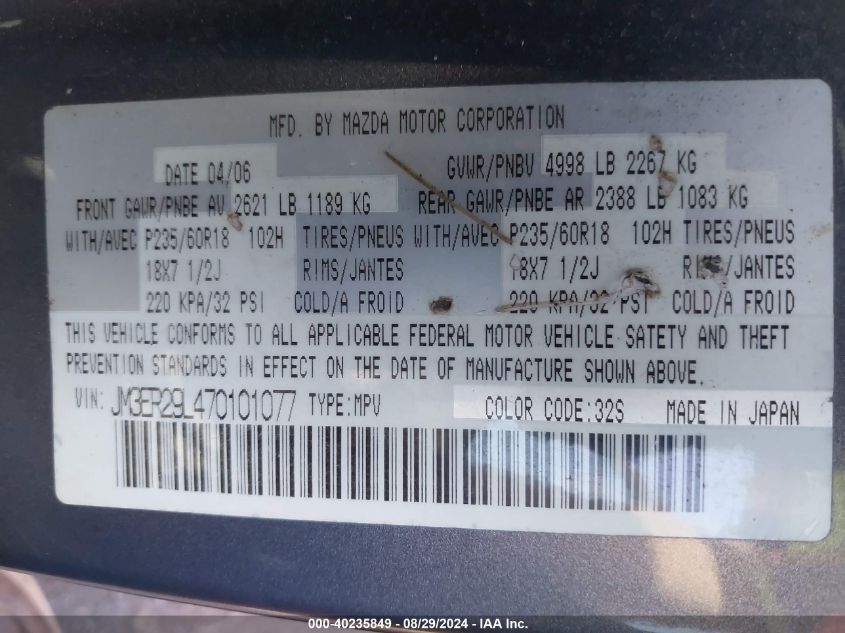 MFD. BY MAZDA MOTOR CORPORATION
DATE 04/06 GVWR/PNBV 4998 LB 2267 KG
FRONT GAWR/PNBE AV 2621 LB 1189 KG REAR GAWR/PNBE AR 2388 LB 1083 KG
WITH/AVEC P235/60R18 102H TIRES/PNEUS WITH/AVEC P235/60R18 102H TIRES/PNEUS
18X7 1/2J RIMS/JANTES 18X7 1/2J RIMS/JANTES
220 KPA/32 PSI COLD/A FROID 220 KPA/32 PSI COLD/A FROID
THIS VEHICLE CONFORMS TO ALL APPLICABLE FEDERAL MOTOR VEHICLE SAFETY AND THEFT
PREVENTION STANDARDS IN EFFECT ON THE DATE OF MANUFACTURE SHOWN ABOVE.
VIN: JM3ER29L470101077 TYPE:MPV COLOR CODE:32S MADE IN JAPAN
000-40235849 - 08/29/2024 - www.iaai.com